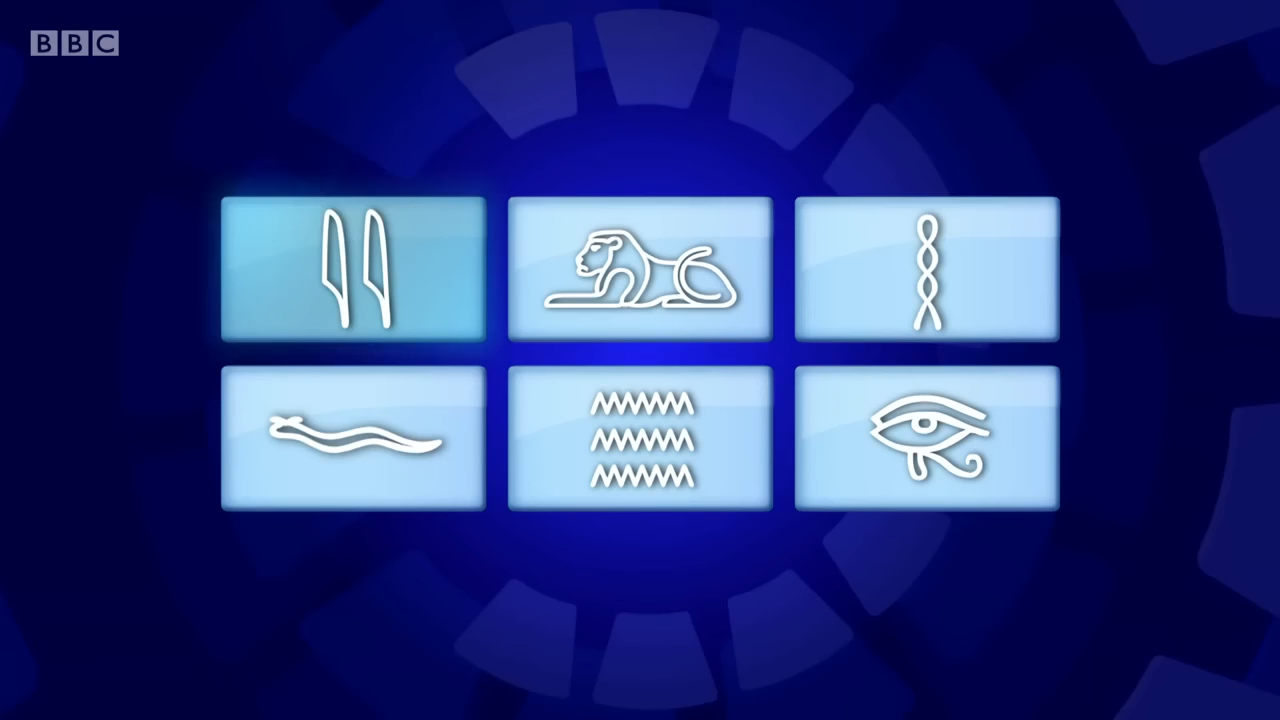 BBC
𓇌 𓃭 𓎛
𓆑 𓈗 𓂀